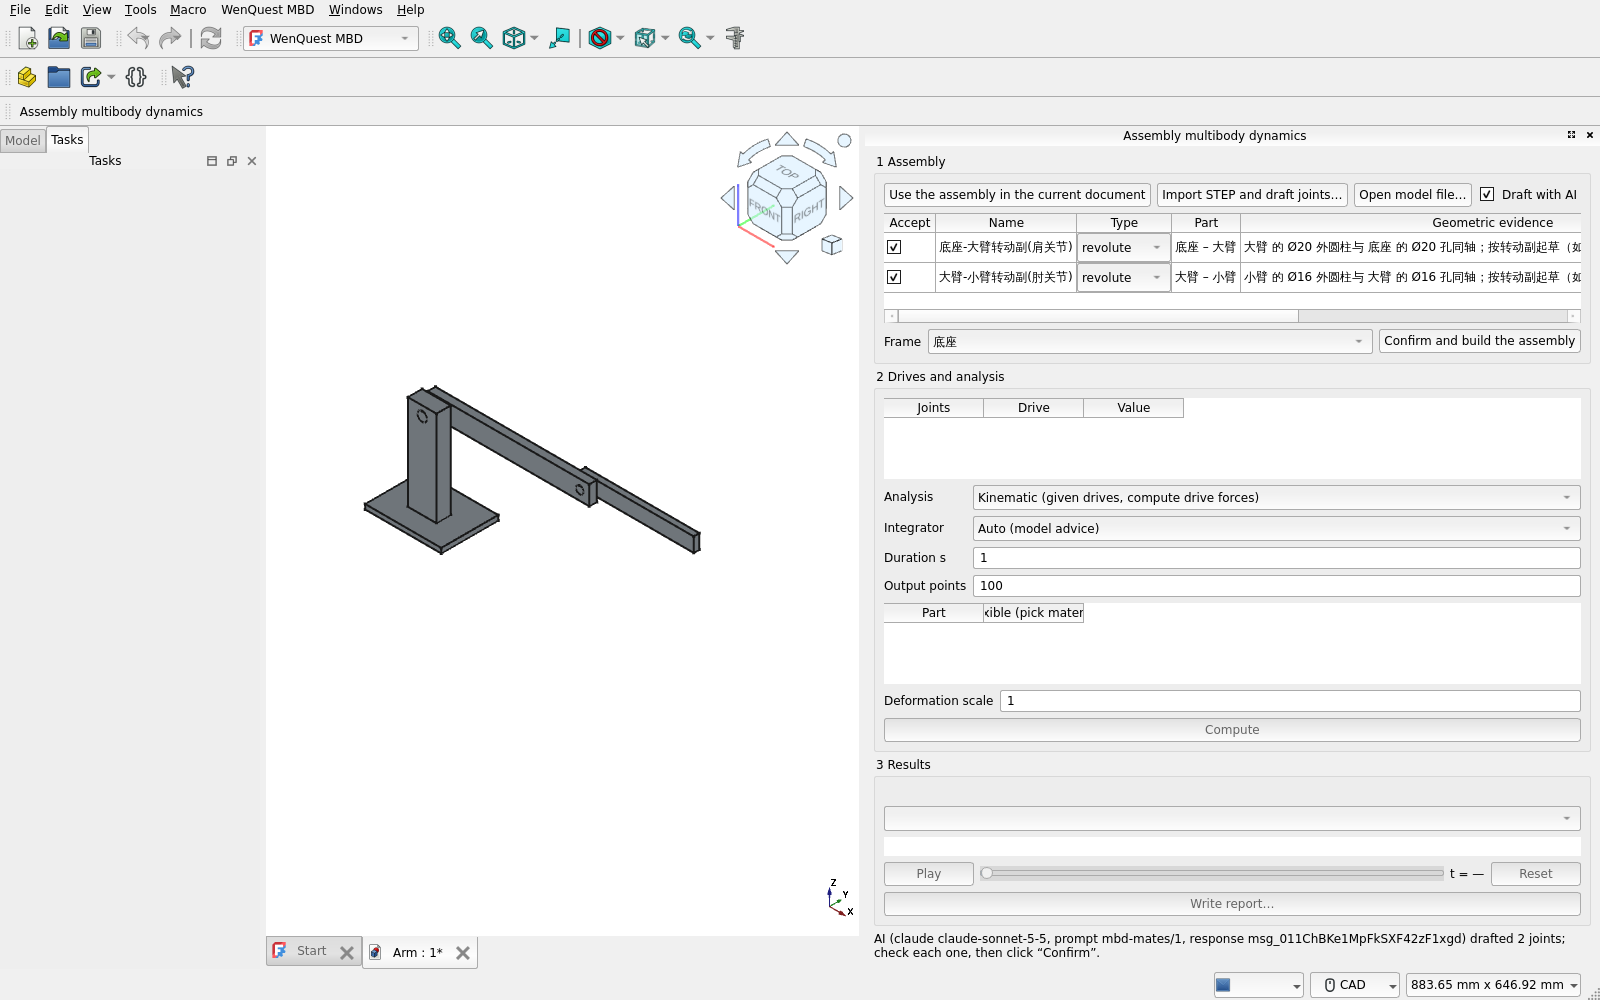 File Edit View Tools Macro WenQuest MBD Windows Help
WenQuest MBD
Assembly multibody dynamics
Model Tasks
Tasks
TOP
FRONT
RIGHT
Z
Y
X
Start
Arm : 1*
Assembly multibody dynamics
1 Assembly
Use the assembly in the current document Import STEP and draft joints... Open model file... Draft with AI
Accept Name Type Part Geometric evidence
底座-大臂转动副(肩关节) revolute 底座 – 大臂 大臂 的 Ø20 外圆柱与 底座 的 Ø20 孔同轴；按转动副起草（如
大臂-小臂转动副(肘关节) revolute 大臂 – 小臂 小臂 的 Ø16 外圆柱与 大臂 的 Ø16 孔同轴；按转动副起草（如
Frame 底座 Confirm and build the assembly
2 Drives and analysis
Joints Drive Value
Analysis Kinematic (given drives, compute drive forces)
Integrator Auto (model advice)
Duration s 1
Output points 100
Part xible (pick mater
Deformation scale 1
Compute
3 Results
Play t = — Reset
Write report...
AI (claude claude-sonnet-5-5, prompt mbd-mates/1, response msg_011ChBKe1MpFkSXF42zF1xgd) drafted 2 joints;
check each one, then click “Confirm”.
CAD 883.65 mm x 646.92 mm